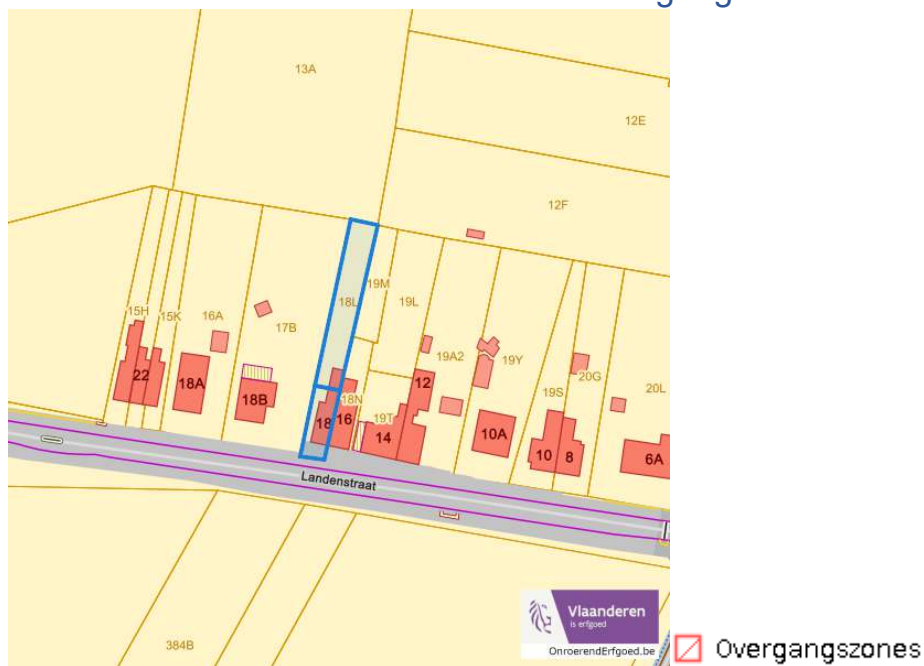 13A
12E
12F
19M
18L
19L
15H
15K
16A
17B
19A2
19Y
20G
12
22
18A
18B
18N
19S
20L
18
16
19T
14
10A
10
8
6A
Landenstraat
384B
Vlaanderen
is erfgoed
OnroerendErfgoed.be
Overgangszones